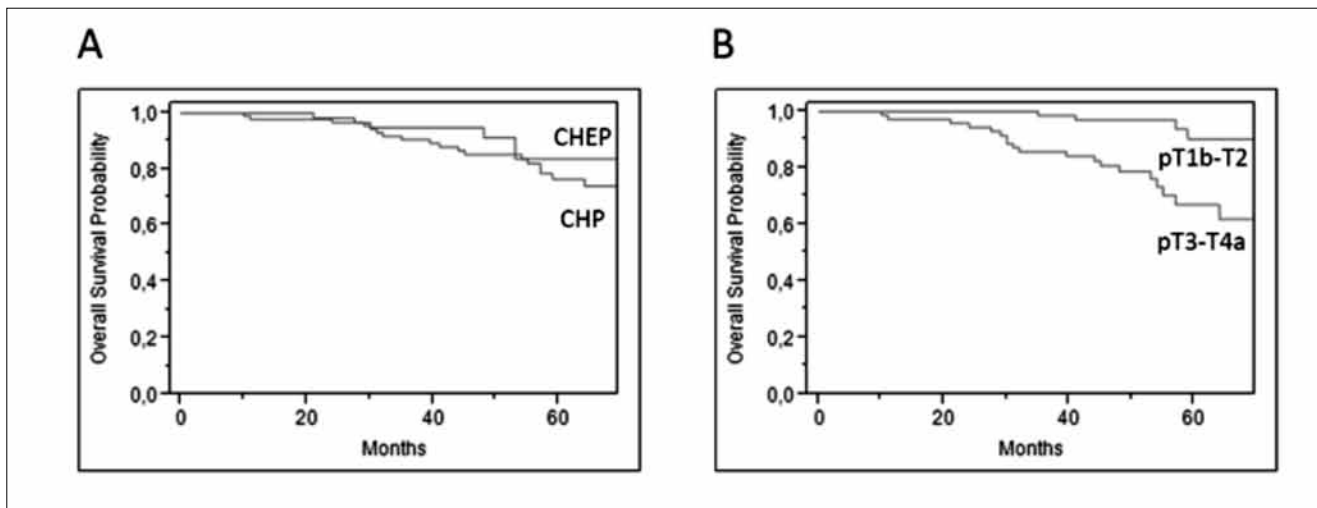 A
Overall Survival Probability
1,0
0,8
0,6
0,4
0,2
0,0
CHEP
CHP
0 20 40 60
Months
B
Overall Survival Probability
1,0
0,8
0,6
0,4
0,2
0,0
pT1b-T2
pT3-T4a
0 20 40 60
Months